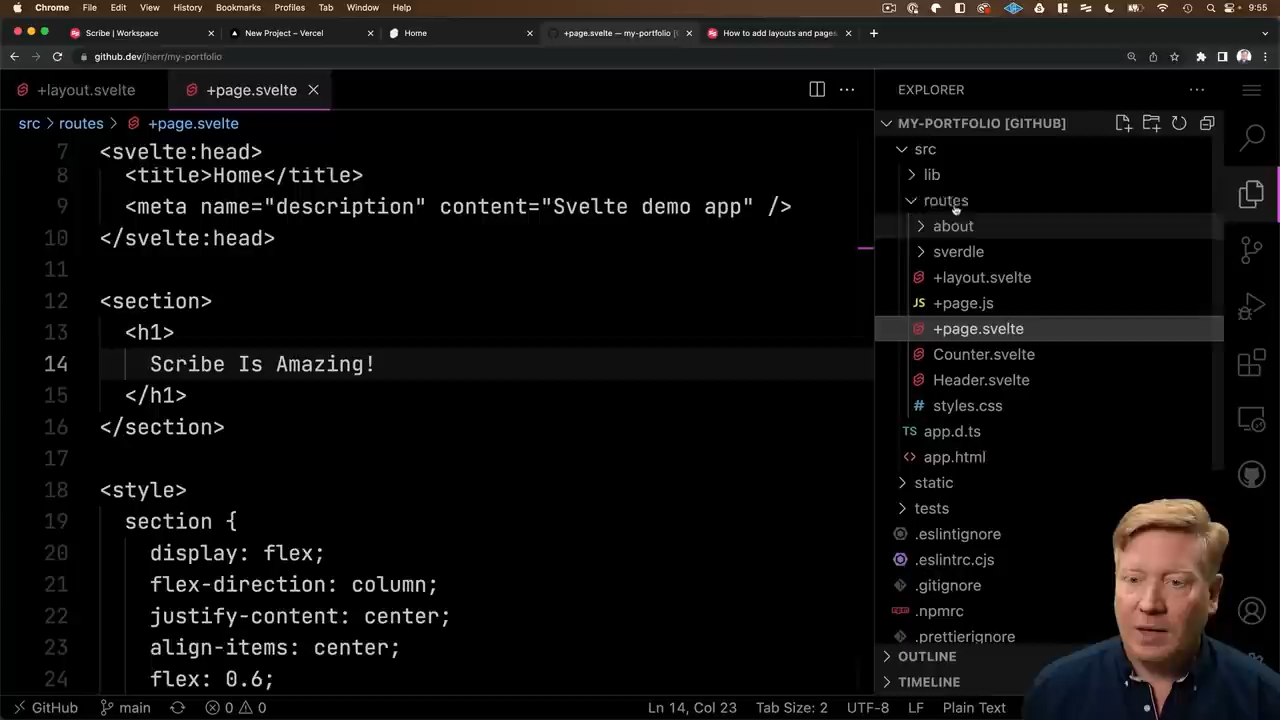 Chrome File Edit View History Bookmarks Profiles Tab Window Help 9:55
Scribe | Workspace
New Project – Vercel
Home
+page.svelte — my-portfolio [
How to add layouts and pages
github.dev/jherr/my-portfolio
+layout.svelte
+page.svelte
src > routes > +page.svelte
7 <svelte:head>
8 <title>Home</title>
9 <meta name="description" content="Svelte demo app" />
10 </svelte:head>
11
12 <section>
13 <h1>
14 Scribe Is Amazing!
15 </h1>
16 </section>
17
18 <style>
19 section {
20 display: flex;
21 flex-direction: column;
22 justify-content: center;
23 align-items: center;
24 flex: 0.6;
EXPLORER
MY-PORTFOLIO [GITHUB]
src
lib
routes
about
sverdle
+layout.svelte
JS +page.js
+page.svelte
Counter.svelte
Header.svelte
# styles.css
TS app.d.ts
<> app.html
static
tests
.eslintignore
.eslintrc.cjs
.gitignore
.npmrc
.prettierignore
OUTLINE
TIMELINE
GitHub main 0 0 Ln 14, Col 23 Tab Size: 2 UTF-8 LF Plain Text